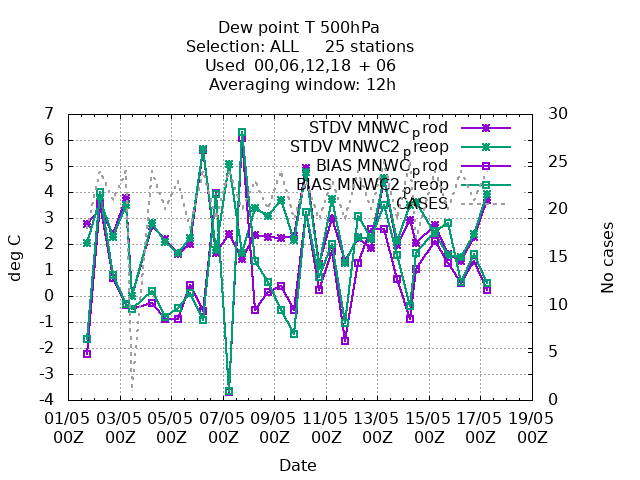 Dew point T 500hPa
Selection: ALL 25 stations
Used 00,06,12,18 + 06
Averaging window: 12h
7
6
5
4
3
2
1
0
-1
-2
-3
-4
deg C
30
25
20
15
10
5
0
No cases
STDV MNWC_prod
STDV MNWC2_preop
BIAS MNWC_prod
BIAS MNWC2_preop
CASES
01/05 03/05 05/05 07/05 09/05 11/05 13/05 15/05 17/05 19/05
00Z 00Z 00Z 00Z 00Z 00Z 00Z 00Z 00Z 00Z
Date